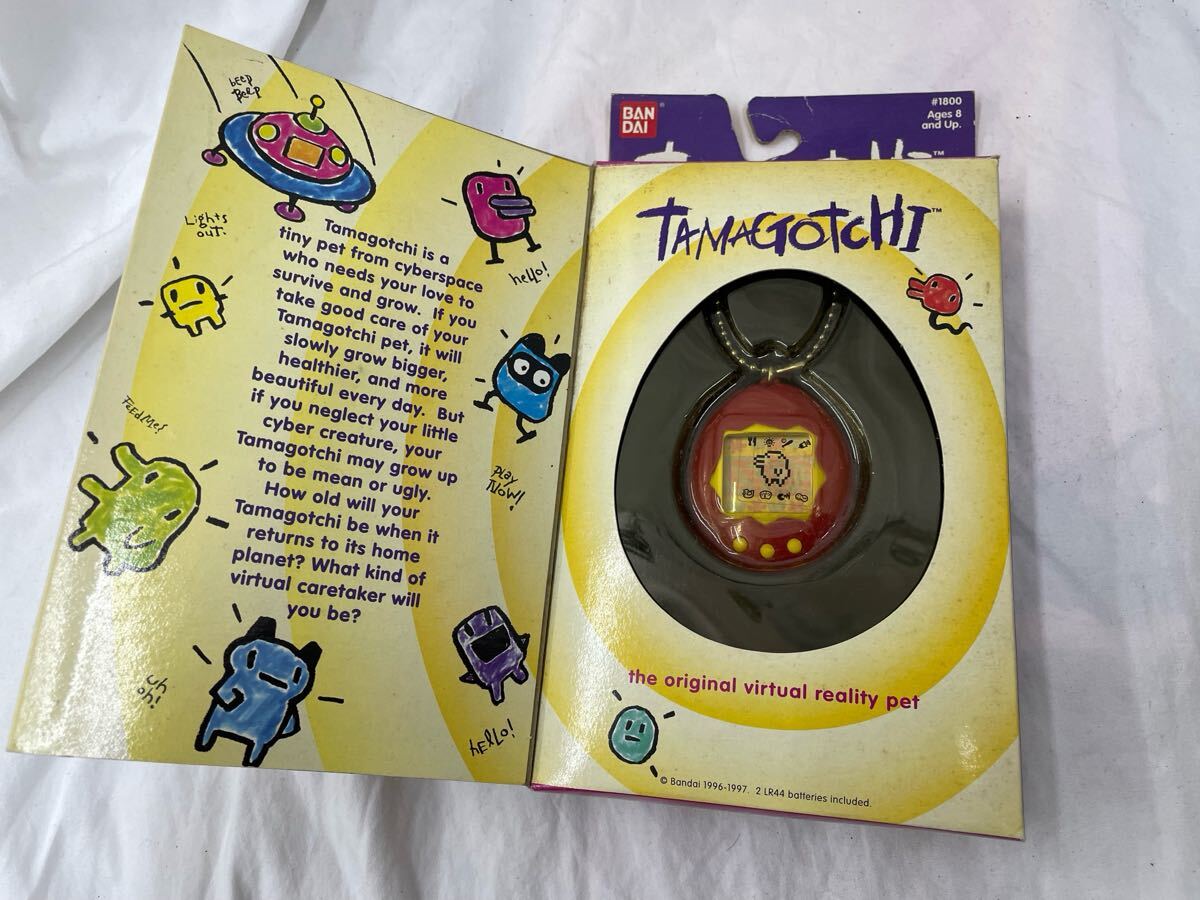 beep
Beep
Lights
out.
Tamagotchi is a
tiny pet from cyberspace
who needs your love to
survive and grow. If you
take good care of your
Tamagotchi pet, it will
slowly grow bigger,
healthier, and more
beautiful every day. But
if you neglect your little
cyber creature, your
Tamagotchi may grow up
to be mean or ugly.
How old will your
Tamagotchi be when it
returns to its home
planet? What kind of
virtual caretaker will
you be?
hello!
FeedMe!
Play
Now!
uh
oh!
hEllo!
BAN
DAI
®
#1800
Ages 8
and Up.
TM
TAMAGOTCHI™
the original virtual reality pet
© Bandai 1996-1997. 2 LR44 batteries included.